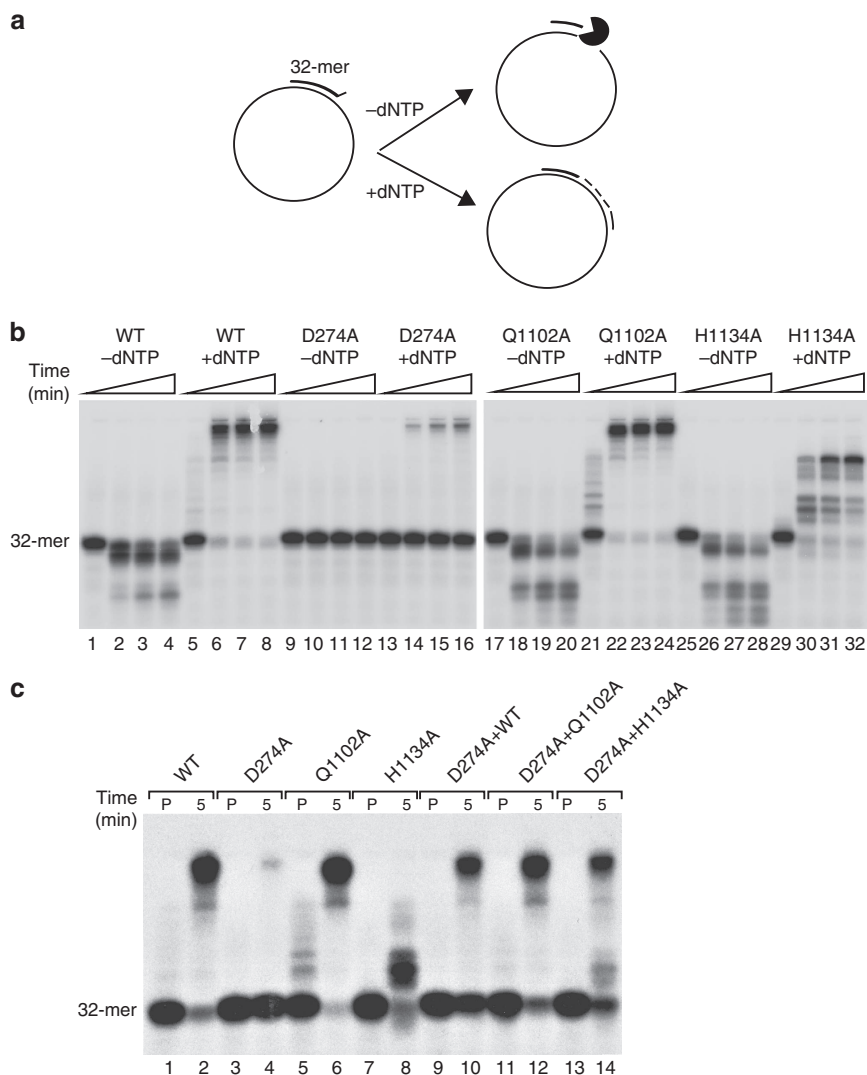 a
32-mer
–dNTP
+dNTP
b
WT –dNTP
WT +dNTP
D274A –dNTP
D274A +dNTP
Q1102A –dNTP
Q1102A +dNTP
H1134A –dNTP
H1134A +dNTP
Time (min)
32-mer
1 2 3 4 5 6 7 8 9 10 11 12 13 14 15 16 17 18 19 20 21 22 23 24 25 26 27 28 29 30 31 32
c
WT D274A Q1102A H1134A D274A+WT D274A+Q1102A D274A+H1134A
Time (min)
P 5 P 5 P 5 P 5 P 5 P 5 P 5
32-mer
1 2 3 4 5 6 7 8 9 10 11 12 13 14